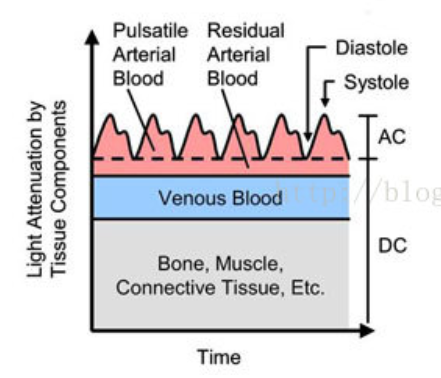 Pulsatile
Arterial
Blood
Residual
Arterial
Blood
Diastole
Systole
AC
DC
Light Attenuation by
Tissue Components
Venous Blood
http://blog
Bone, Muscle,
Connective Tissue, Etc.
Time